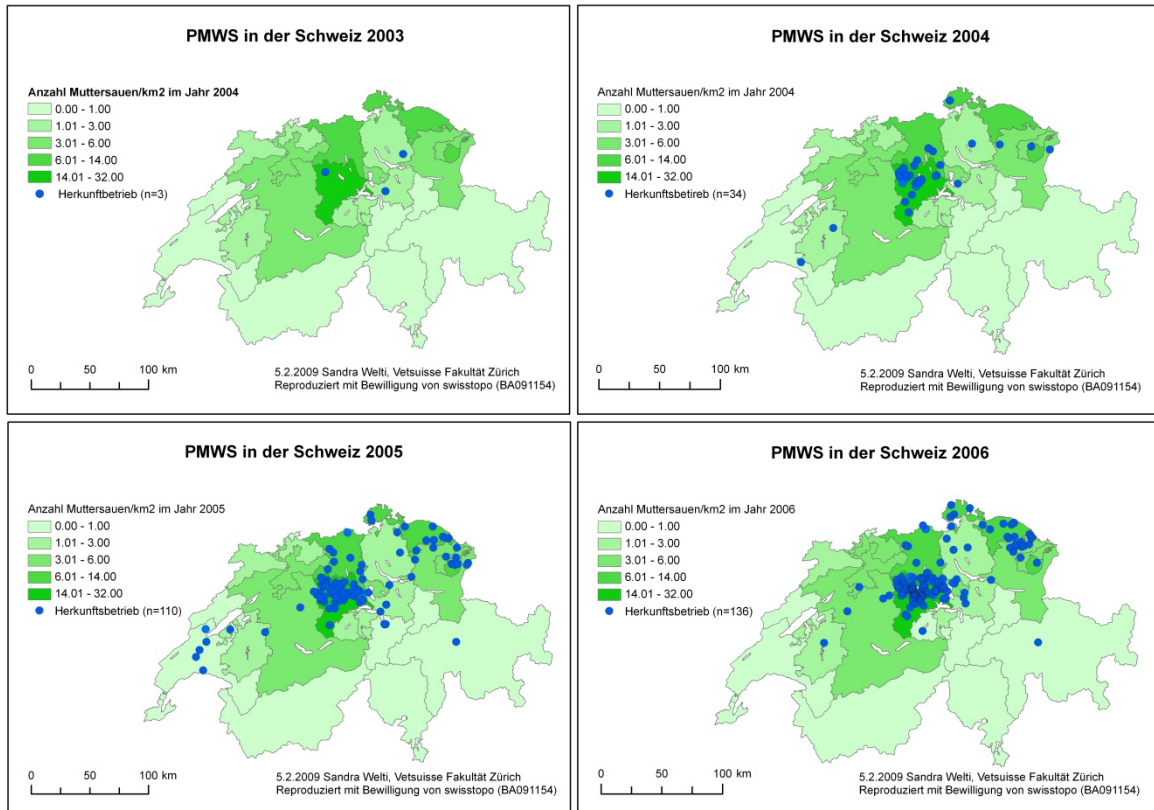 PMWS in der Schweiz 2003
Anzahl Muttersauen/km2 im Jahr 2004
0.00 - 1.00
1.01 - 3.00
3.01 - 6.00
6.01 - 14.00
14.01 - 32.00
Herkunftbetrieb (n=3)
0 50 100 km
5.2.2009 Sandra Welti, Vetsuisse Fakultät Zürich
Reproduziert mit Bewilligung von swisstopo (BA091154)
PMWS in der Schweiz 2004
Anzahl Muttersauen/km2 im Jahr 2004
0.00 - 1.00
1.01 - 3.00
3.01 - 6.00
6.01 - 14.00
14.01 - 32.00
Herkunftsbetireb (n=34)
0 50 100 km
5.2.2009 Sandra Welti, Vetsuisse Fakultät Zürich
Reproduziert mit Bewilligung von swisstopo (BA091154)
PMWS in der Schweiz 2005
Anzahl Muttersauen/km2 im Jahr 2005
0.00 - 1.00
1.01 - 3.00
3.01 - 6.00
6.01 - 14.00
14.01 - 32.00
Herkunftsbetrieb (n=110)
0 50 100 km
5.2.2009 Sandra Welti, Vetsuisse Fakultät Zürich
Reproduziert mit Bewilligung von swisstopo (BA091154)
PMWS in der Schweiz 2006
Anzahl Muttersauen/km2 im Jahr 2006
0.00 - 1.00
1.01 - 3.00
3.01 - 6.00
6.01 - 14.00
14.01 - 32.00
Herkunftsbetrieb (n=136)
0 50 100 km
5.2.2009 Sandra Welti, Vetsuisse Fakultät Zürich
Reproduziert mit Bewilligung von swisstopo (BA091154)